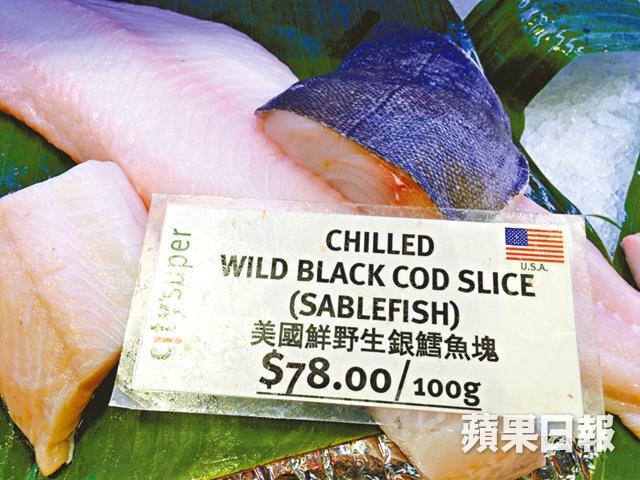 citysuper
CHILLED
WILD BLACK COD SLICE
(SABLEFISH)
美國鮮野生銀鱈魚塊
$78.00/100g
U.S.A.
蘋果日報